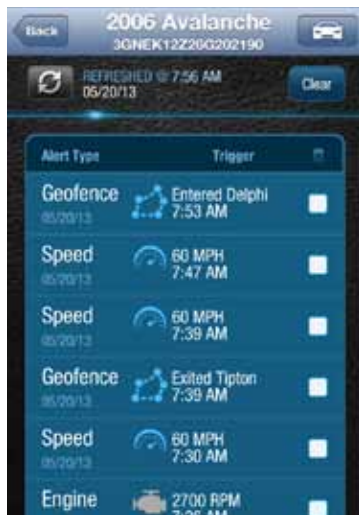 Back
2006 Avalanche
3GNEK12Z26G202190
REFRESHED @ 7:56 AM
05/20/13
Clear
Alert Type Trigger
Geofence Entered Delphi
05/20/13 7:53 AM
Speed 60 MPH
05/20/13 7:47 AM
Speed 60 MPH
05/20/13 7:39 AM
Geofence Exited Tipton
05/20/13 7:39 AM
Speed 60 MPH
05/20/13 7:30 AM
Engine 2700 RPM
7:26 AM